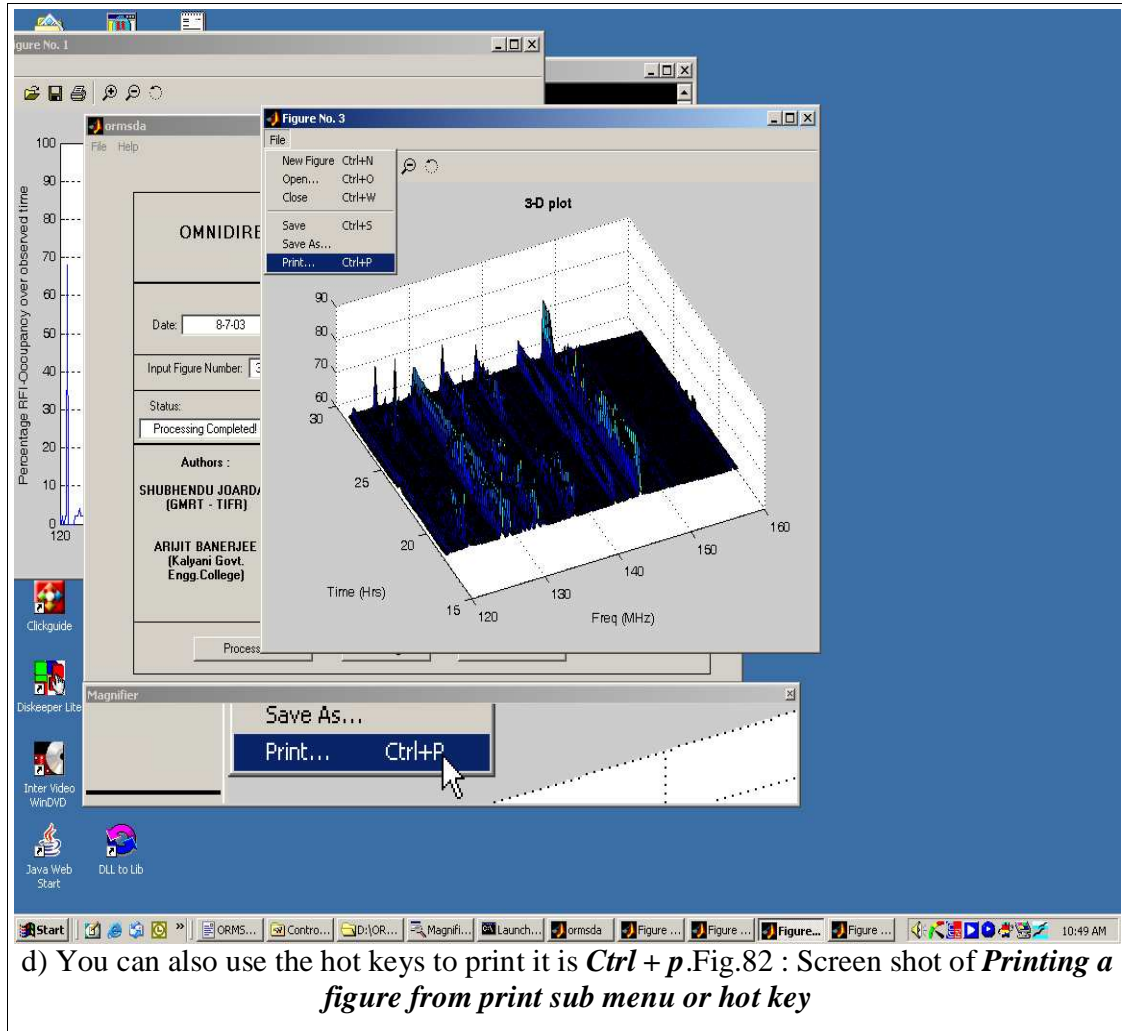 Figure No. 1
ormsda
File Help
OMNIDIRE
Date: 8-7-03
Input Figure Number: 3
Status:
Processing Completed!
Authors :
SHUBHENDU JOARDA
(GMRT - TIFR)
ARIJIT BANERJEE
(Kalyani Govt.
Engg.College)
Process
Percentage RFI-Occupancy over observed time
100
90
80
70
60
50
40
30
20
10
0
120
Figure No. 3
File
New Figure Ctrl+N
Open... Ctrl+O
Close Ctrl+W
Save Ctrl+S
Save As...
Print... Ctrl+P
3-D plot
90
80
70
60
30
25
20
15
120
130
140
150
160
Time (Hrs)
Freq (MHz)
Clickguide
Diskeeper Lite
Inter Video
WinDVD
Java Web
Start
DLL to Lib
Magnifier
Save As...
Print... Ctrl+P
Start
»
ORMS...
Contro...
D:\OR...
Magnifi...
Launch...
ormsda
Figure ...
Figure ...
Figure...
Figure ...
10:49 AM
d) You can also use the hot keys to print it is Ctrl + p.Fig.82 : Screen shot of Printing a
figure from print sub menu or hot key